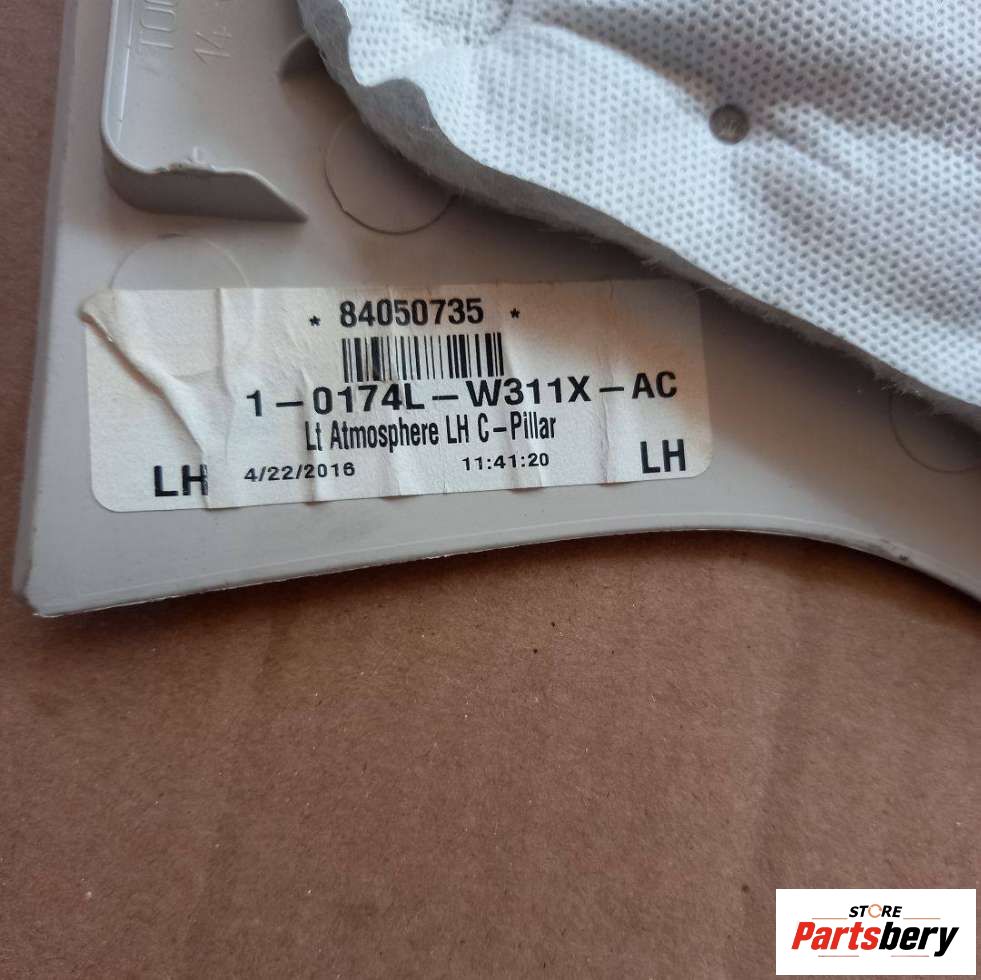 14
* 84050735 *
1-0174L-W311X-AC
Lt Atmosphere LH C-Pillar
LH 4/22/2016 11:41:20 LH
STORE
Partsbery